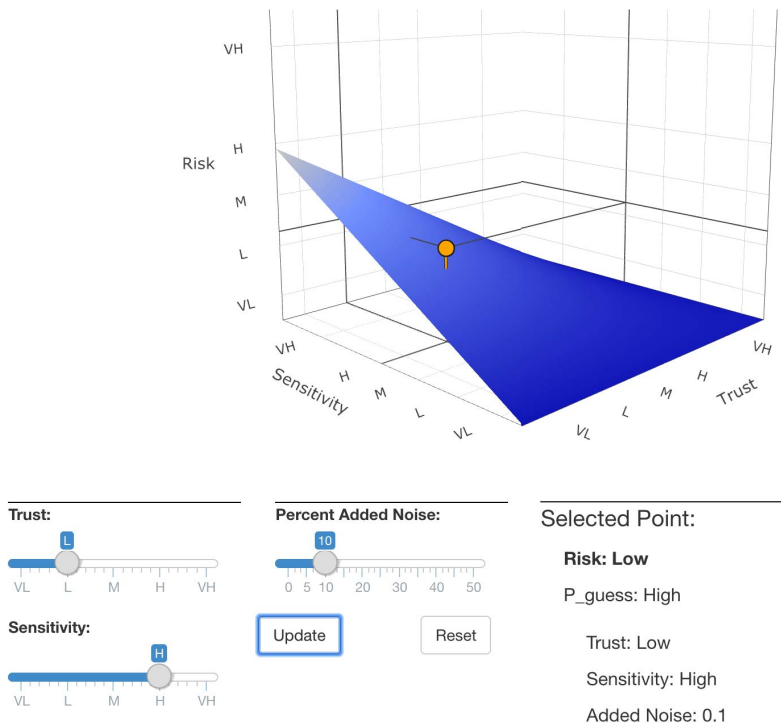 VH
H
Risk
M
L
VL
VH
H
M
L
VL
Sensitivity
VL
L
M
H
VH
Trust
Trust:
L
VL L M H VH
Sensitivity:
H
VL L M H VH
Percent Added Noise:
10
0 5 10 20 30 40 50
Update Reset
Selected Point:
Risk: Low
P_guess: High
Trust: Low
Sensitivity: High
Added Noise: 0.1